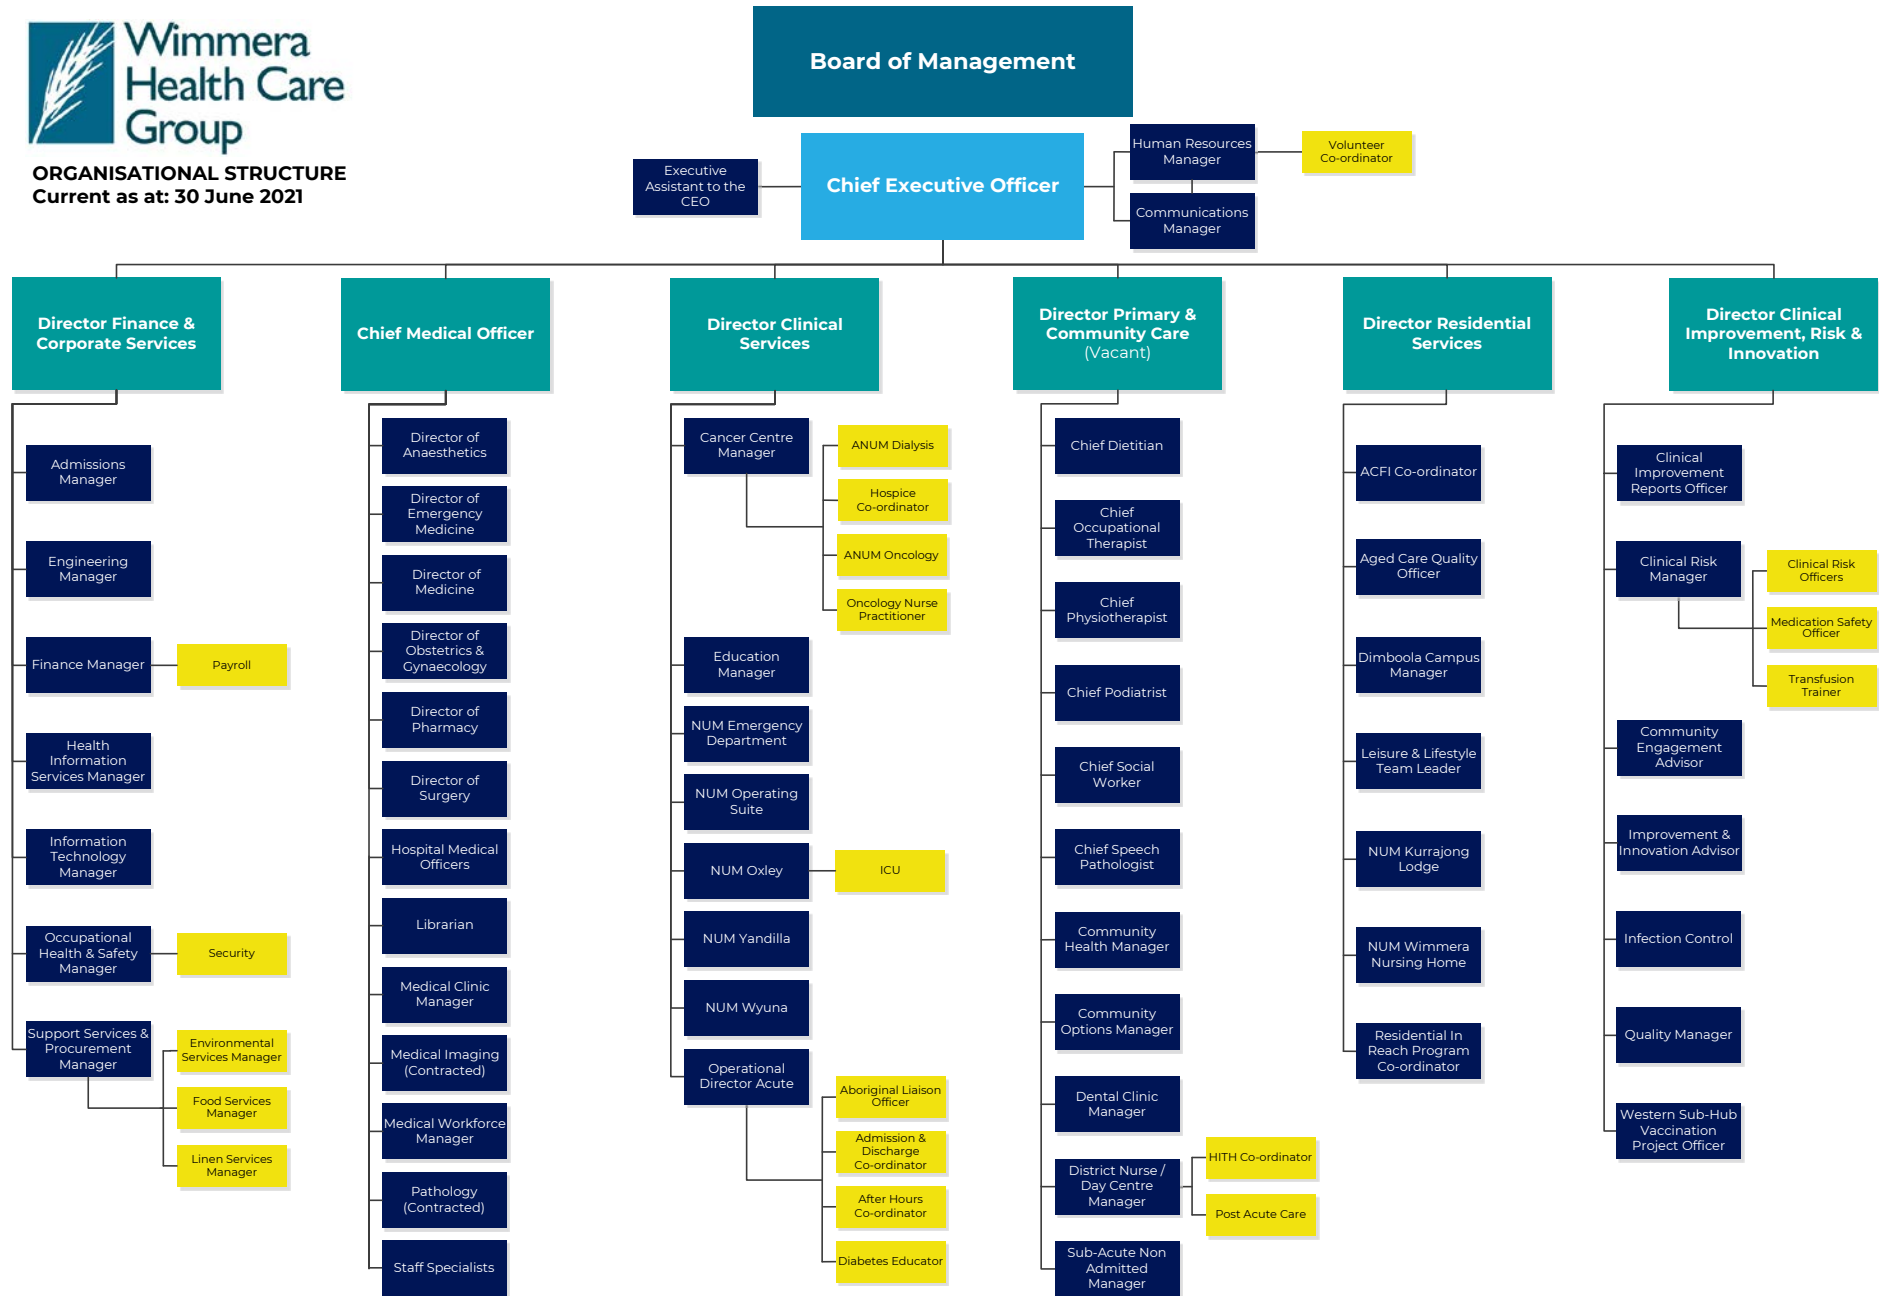 Wimmera
Health Care
Group
ORGANISATIONAL STRUCTURE
Current as at: 30 June 2021
Board of Management
Executive
Assistant to the
CEO
Chief Executive Officer
Human Resources
Manager
Volunteer
Co-ordinator
Communications
Manager
Director Finance &
Corporate Services
Admissions
Manager
Engineering
Manager
Finance Manager
Payroll
Health
Information
Services Manager
Information
Technology
Manager
Occupational
Health & Safety
Manager
Security
Support Services &
Procurement
Manager
Environmental
Services Manager
Food Services
Manager
Linen Services
Manager
Chief Medical Officer
Director of
Anaesthetics
Director of
Emergency
Medicine
Director of
Medicine
Director of
Obstetrics &
Gynaecology
Director of
Pharmacy
Director of
Surgery
Hospital Medical
Officers
Librarian
Medical Clinic
Manager
Medical Imaging
(Contracted)
Medical Workforce
Manager
Pathology
(Contracted)
Staff Specialists
Director Clinical
Services
Cancer Centre
Manager
ANUM Dialysis
Hospice
Co-ordinator
ANUM Oncology
Oncology Nurse
Practitioner
Education
Manager
NUM Emergency
Department
NUM Operating
Suite
NUM Oxley
ICU
NUM Yandilla
NUM Wyuna
Operational
Director Acute
Aboriginal Liaison
Officer
Admission &
Discharge
Co-ordinator
After Hours
Co-ordinator
Diabetes Educator
Director Primary &
Community Care
(Vacant)
Chief Dietitian
Chief
Occupational
Therapist
Chief
Physiotherapist
Chief Podiatrist
Chief Social
Worker
Chief Speech
Pathologist
Community
Health Manager
Community
Options Manager
Dental Clinic
Manager
District Nurse /
Day Centre
Manager
HITH Co-ordinator
Post Acute Care
Sub-Acute Non
Admitted
Manager
Director Residential
Services
ACFI Co-ordinator
Aged Care Quality
Officer
Dimboola Campus
Manager
Leisure & Lifestyle
Team Leader
NUM Kurrajong
Lodge
NUM Wimmera
Nursing Home
Residential In
Reach Program
Co-ordinator
Director Clinical
Improvement, Risk &
Innovation
Clinical
Improvement
Reports Officer
Clinical Risk
Manager
Clinical Risk
Officers
Medication Safety
Officer
Transfusion
Trainer
Community
Engagement
Advisor
Improvement &
Innovation Advisor
Infection Control
Quality Manager
Western Sub-Hub
Vaccination
Project Officer